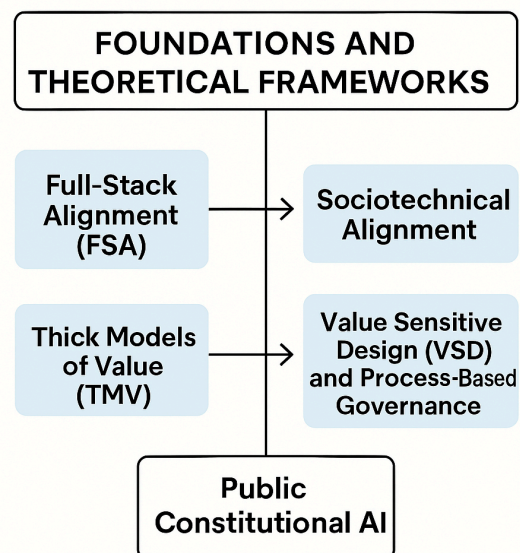 FOUNDATIONS AND
THEORETICAL FRAMEWORKS
Full-Stack
Alignment
(FSA)
Sociotechnical
Alignment
Thick Models
of Value
(TMV)
Value Sensitive
Design (VSD)
and Process-Based
Governance
Public
Constitutional AI